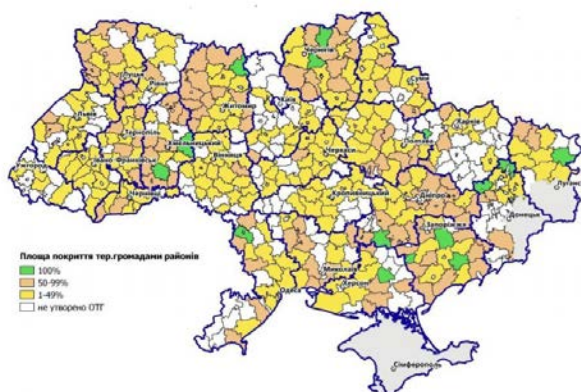 Чернігів
Луцьк
Рівне
Суми
Житомир
Київ
Львів
Харків
Тернопіль
Хмельницький
Полтава
Черкаси
Івано-Франківськ
Вінниця
Ужгород
Луганськ
Чернівці
Кропивницький
Дніпро
Донецьк
Запоріжжя
Площа покриття тер.громадами районів
100%
50-99%
1-49%
не утворено ОТГ
Миколаїв
Херсон
Одеса
Сімферополь